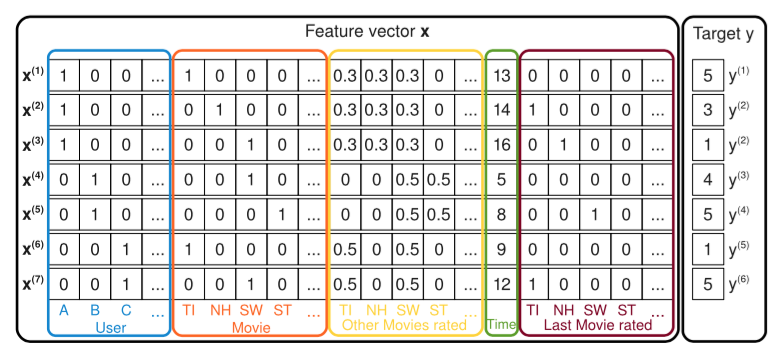 Feature vector x Target y
x(1) 1 0 0 ... 1 0 0 0 ... 0.3 0.3 0.3 0 ... 13 0 0 0 0 ... 5 y(1)
x(2) 1 0 0 ... 0 1 0 0 ... 0.3 0.3 0.3 0 ... 14 1 0 0 0 ... 3 y(2)
x(3) 1 0 0 ... 0 0 1 0 ... 0.3 0.3 0.3 0 ... 16 0 1 0 0 ... 1 y(2)
x(4) 0 1 0 ... 0 0 1 0 ... 0 0 0.5 0.5 ... 5 0 0 0 0 ... 4 y(3)
x(5) 0 1 0 ... 0 0 0 1 ... 0 0 0.5 0.5 ... 8 0 0 1 0 ... 5 y(4)
x(6) 0 0 1 ... 1 0 0 0 ... 0.5 0 0.5 0 ... 9 0 0 0 0 ... 1 y(5)
x(7) 0 0 1 ... 0 0 1 0 ... 0.5 0 0.5 0 ... 12 1 0 0 0 ... 5 y(6)
A B C ... TI NH SW ST ... TI NH SW ST ... TI NH SW ST ...
User Movie Other Movies rated Time Last Movie rated